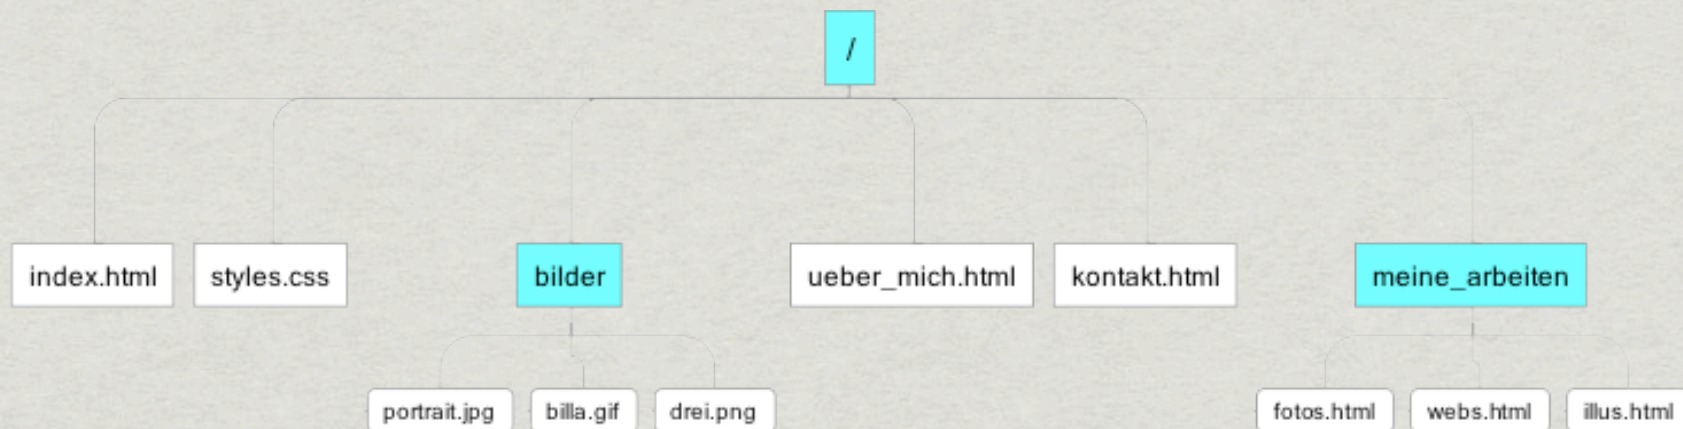 /
index.html styles.css bilder ueber_mich.html kontakt.html meine_arbeiten
portrait.jpg billa.gif drei.png fotos.html webs.html illus.html